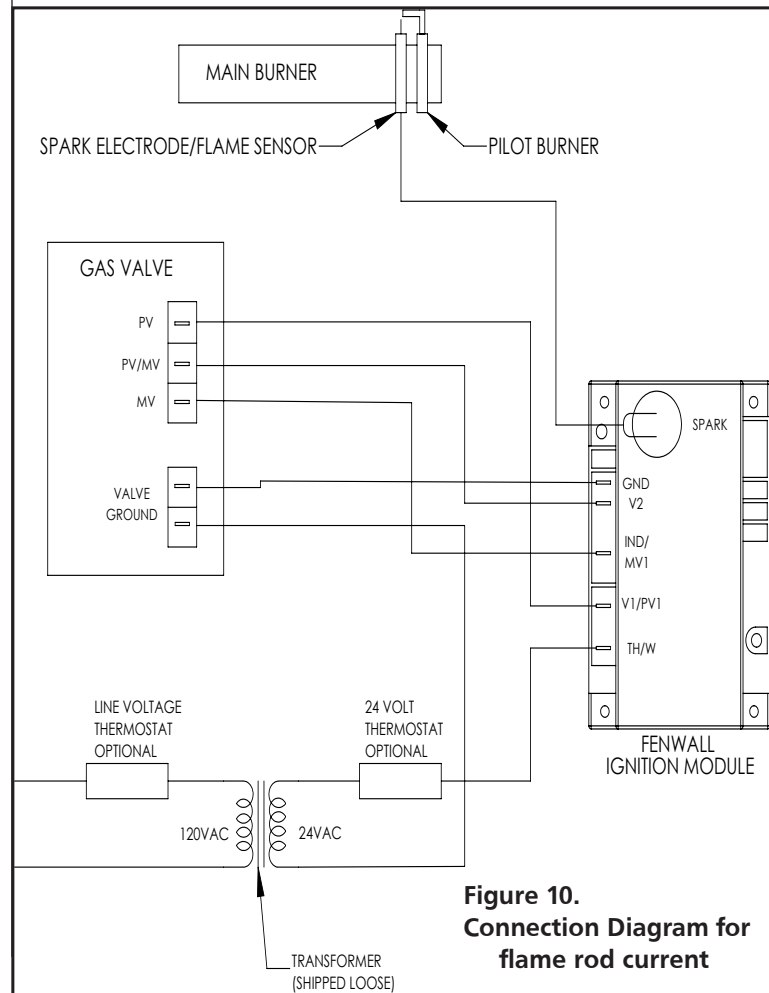 MAIN BURNER
SPARK ELECTRODE/FLAME SENSOR
PILOT BURNER
GAS VALVE
PV
PV/MV
MV
VALVE
GROUND
SPARK
GND
V2
IND/
MV1
V1/PV1
TH/W
FENWALL
IGNITION MODULE
LINE VOLTAGE
THERMOSTAT
OPTIONAL
24 VOLT
THERMOSTAT
OPTIONAL
120VAC
24VAC
TRANSFORMER
(SHIPPED LOOSE)
Figure 10.
Connection Diagram for
flame rod current